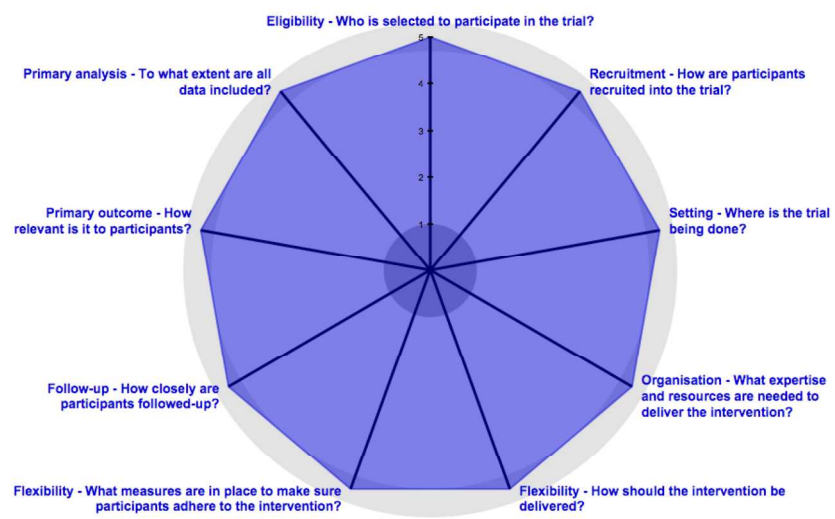 Eligibility - Who is selected to participate in the trial?
5
Primary analysis - To what extent are all
data included?
Recruitment - How are participants
recruited into the trial?
4
3
2
Primary outcome - How
relevant is it to participants?
Setting - Where is the trial
being done?
1
Follow-up - How closely are
participants followed-up?
Organisation - What expertise
and resources are needed to
deliver the intervention?
Flexibility - What measures are in place to make sure
participants adhere to the intervention?
Flexibility - How should the intervention be
delivered?